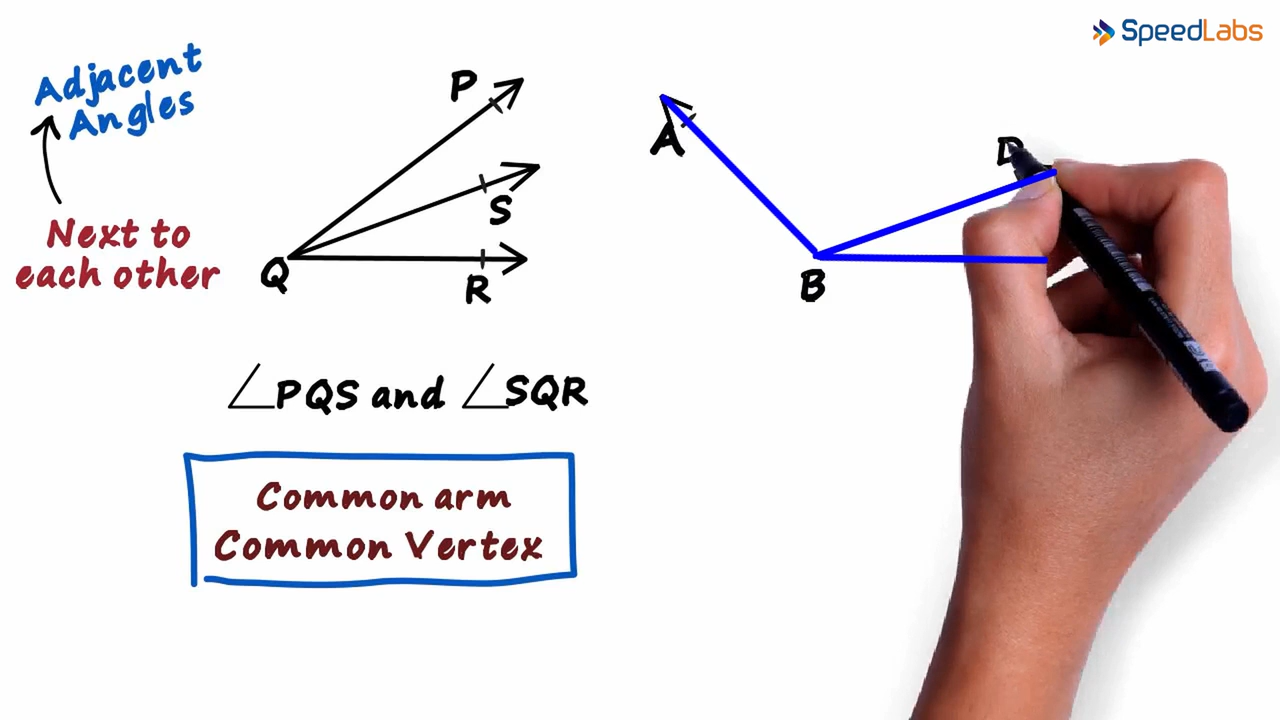 SpeedLabs
Adjacent
Angles
Next to
each other
P
S
Q
R
A
D
B
∠PQS and ∠SQR
Common arm
Common Vertex